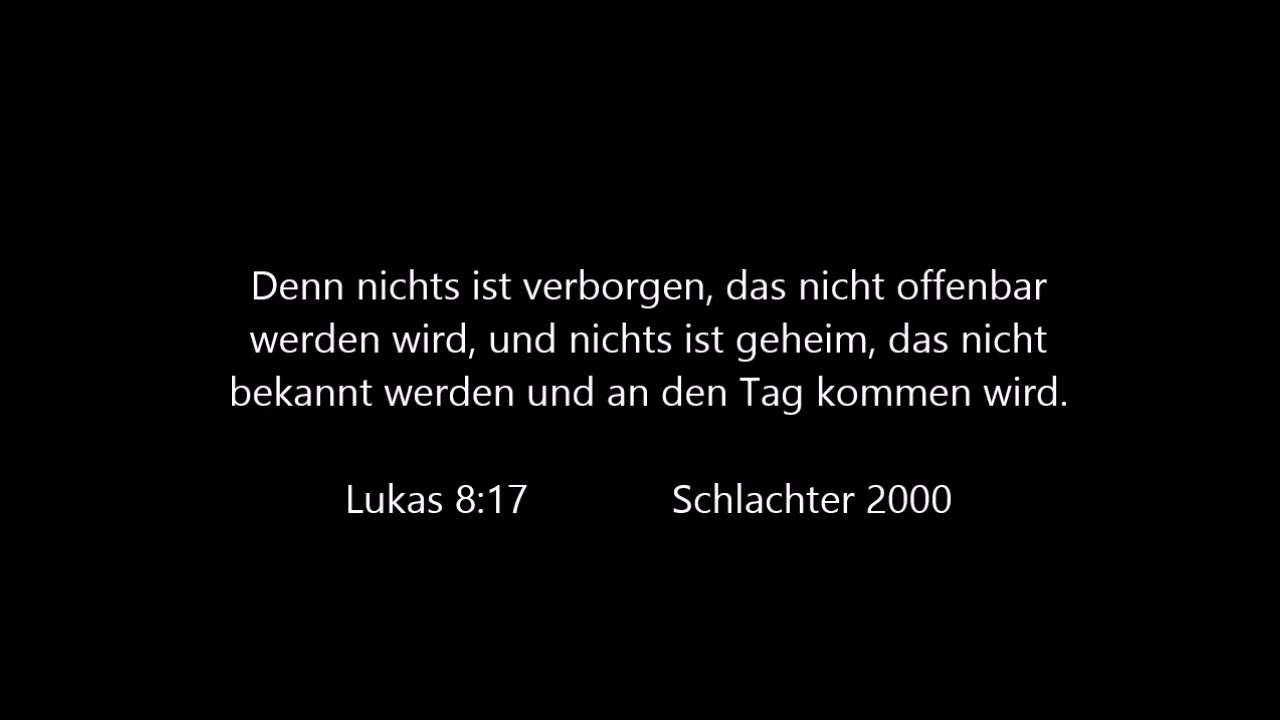 Denn nichts ist verborgen, das nicht offenbar
werden wird, und nichts ist geheim, das nicht
bekannt werden und an den Tag kommen wird.
Lukas 8:17 Schlachter 2000